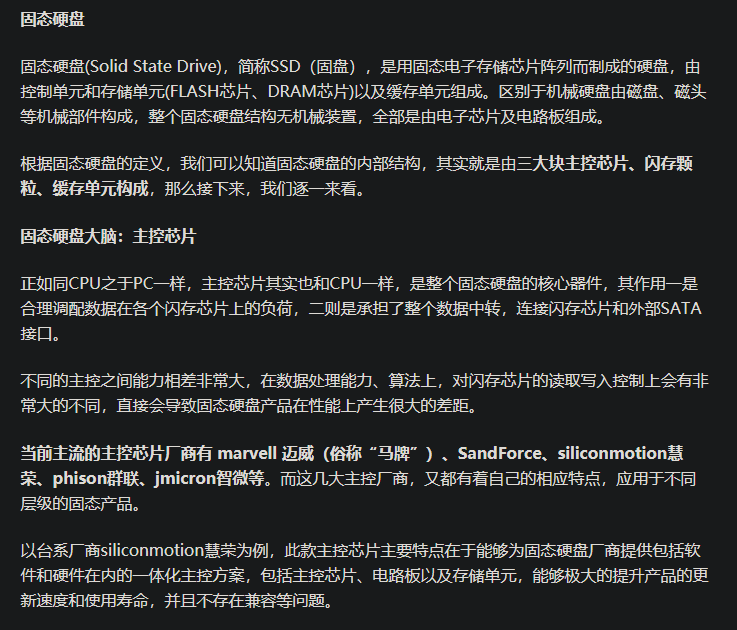 固态硬盘
固态硬盘(Solid State Drive)，简称SSD（固盘），是用固态电子存储芯片阵列而制成的硬盘，由
控制单元和存储单元(FLASH芯片、DRAM芯片)以及缓存单元组成。区别于机械硬盘由磁盘、磁头
等机械部件构成，整个固态硬盘结构无机械装置，全部是由电子芯片及电路板组成。
根据固态硬盘的定义，我们可以知道固态硬盘的内部结构，其实就是由三大块主控芯片、闪存颗
粒、缓存单元构成，那么接下来，我们逐一来看。
固态硬盘大脑：主控芯片
正如同CPU之于PC一样，主控芯片其实也和CPU一样，是整个固态硬盘的核心器件，其作用一是
合理调配数据在各个闪存芯片上的负荷，二则是承担了整个数据中转，连接闪存芯片和外部SATA
接口。
不同的主控之间能力相差非常大，在数据处理能力、算法上，对闪存芯片的读取写入控制上会有非
常大的不同，直接会导致固态硬盘产品在性能上产生很大的差距。
当前主流的主控芯片厂商有 marvell 迈威（俗称“马牌”）、SandForce、siliconmotion慧
荣、phison群联、jmicron智微等。而这几大主控厂商，又都有着自己的相应特点，应用于不同
层级的固态产品。
以台系厂商siliconmotion慧荣为例，此款主控芯片主要特点在于能够为固态硬盘厂商提供包括软
件和硬件在内的一体化主控方案，包括主控芯片、电路板以及存储单元，能够极大的提升产品的更
新速度和使用寿命，并且不存在兼容等问题。